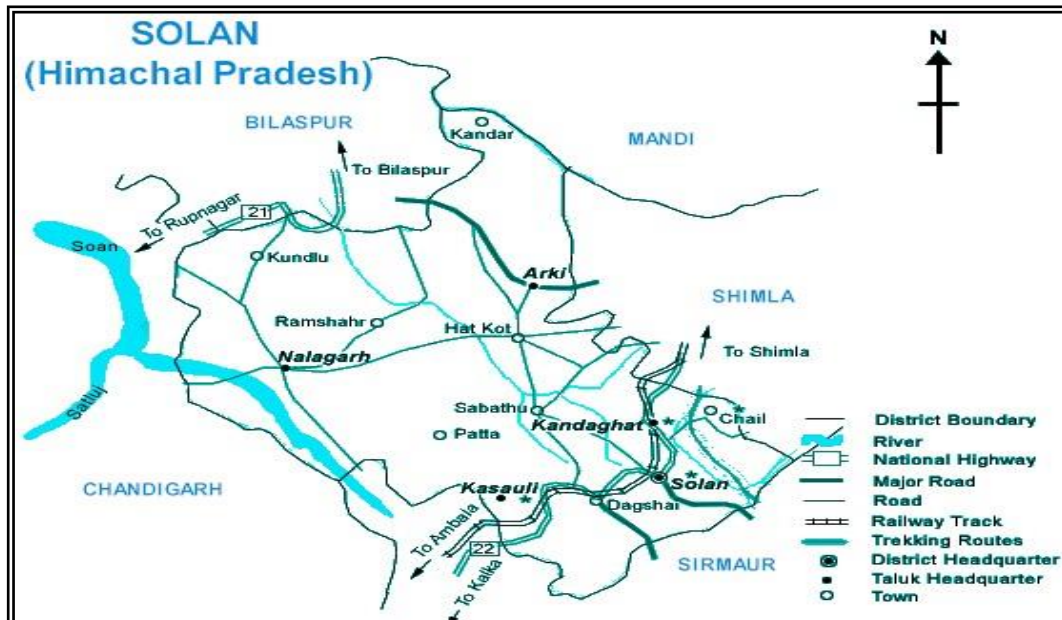 SOLAN
(Himachal Pradesh)
N
BILASPUR
MANDI
Kandar
To Bilaspur
To Rupnagar
21
Soan
Kundlu
Arki
SHIMLA
Ramshahr
Hat Kot
To Shimla
Nalagarh
Satluj
Sabathu
Chail
Kandaghat
Patta
CHANDIGARH
Kasauli
Solan
Dagshai
To Ambala
22
To Kalka
SIRMAUR
District Boundary
River
National Highway
Major Road
Road
Railway Track
Trekking Routes
District Headquarter
Taluk Headquarter
Town